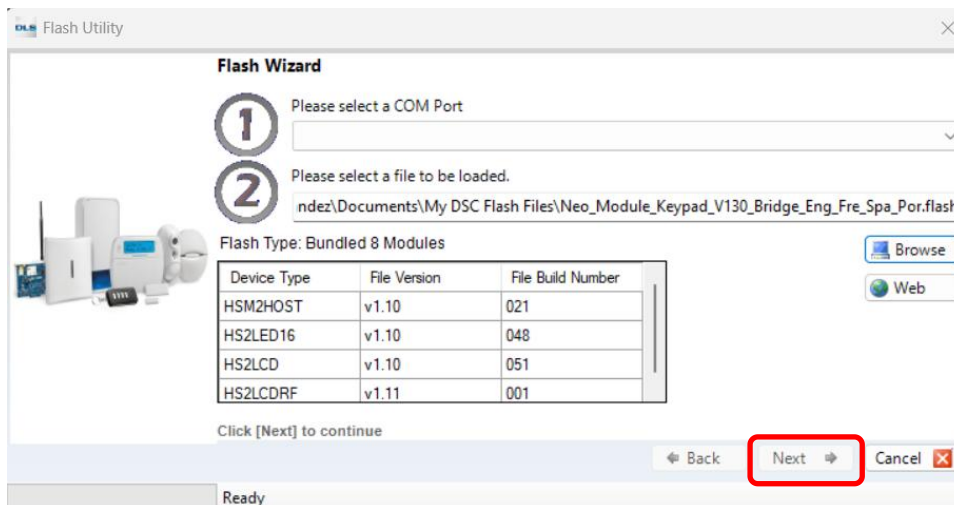 DLS Flash Utility
Flash Wizard
1
Please select a COM Port
2
Please select a file to be loaded.
ndez\Documents\My DSC Flash Files\Neo_Module_Keypad_V130_Bridge_Eng_Fre_Spa_Por.flash
Flash Type: Bundled 8 Modules
Browse
Device Type File Version File Build Number
Web
HSM2HOST v1.10 021
HS2LED16 v1.10 048
HS2LCD v1.10 051
HS2LCDRF v1.11 001
Click [Next] to continue
Back Next Cancel
Ready